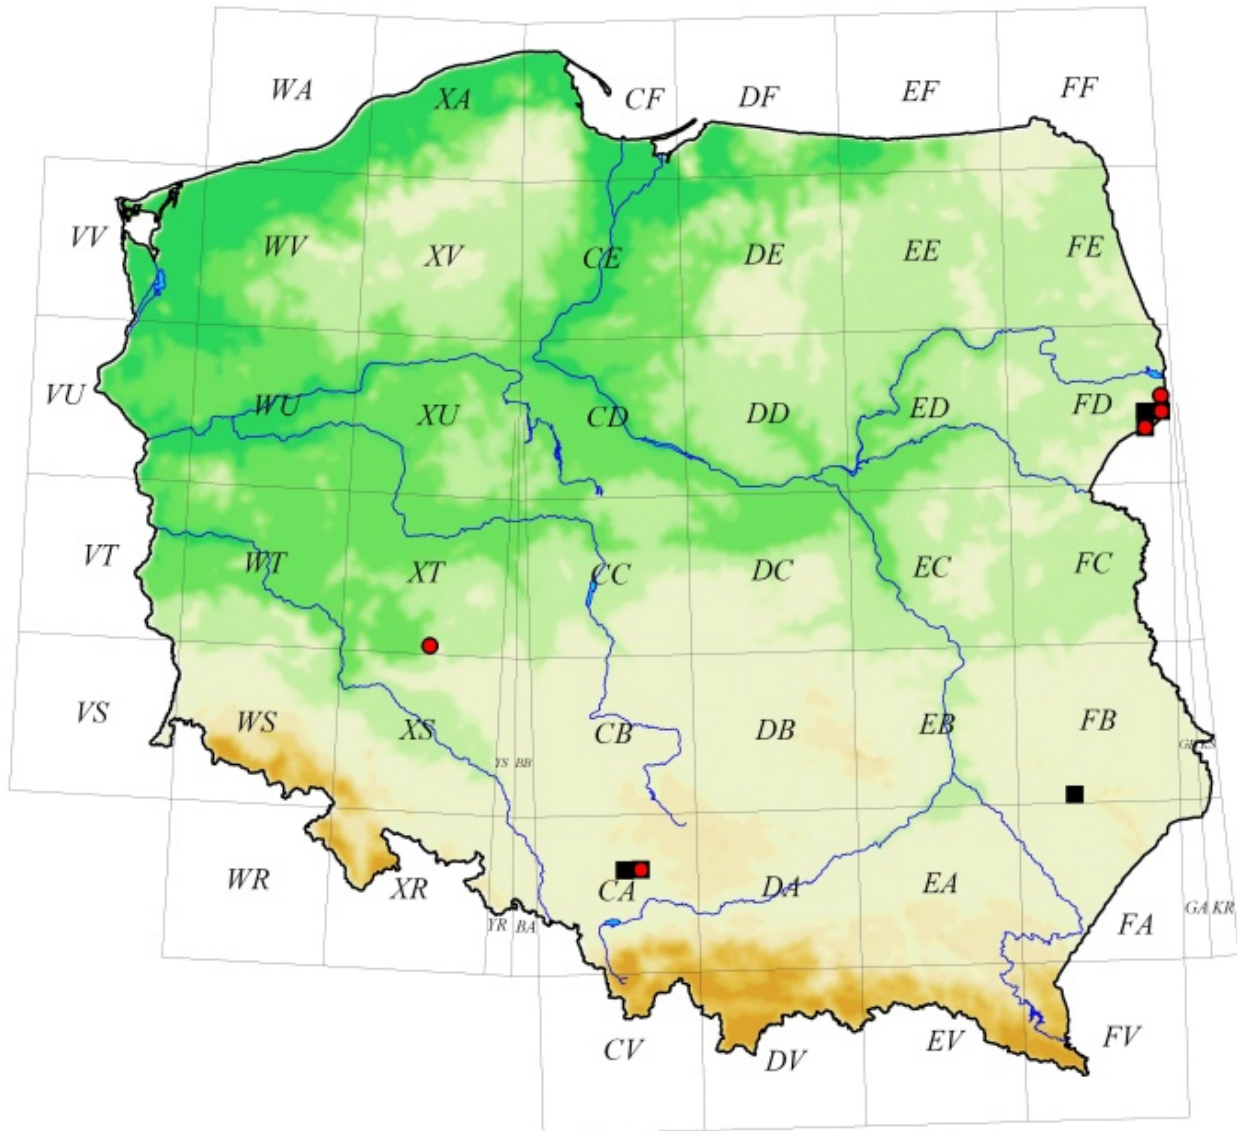 WA XA CF DF EF FF
VV WV XV CE DE EE FE
VU WU XU CD DD ED FD
VT WT XT CC DC EC FC
VS WS XS YS BB CB DB EB FB
WR XR YR BA CA DA EA FA GA KR
CV DV EV FV